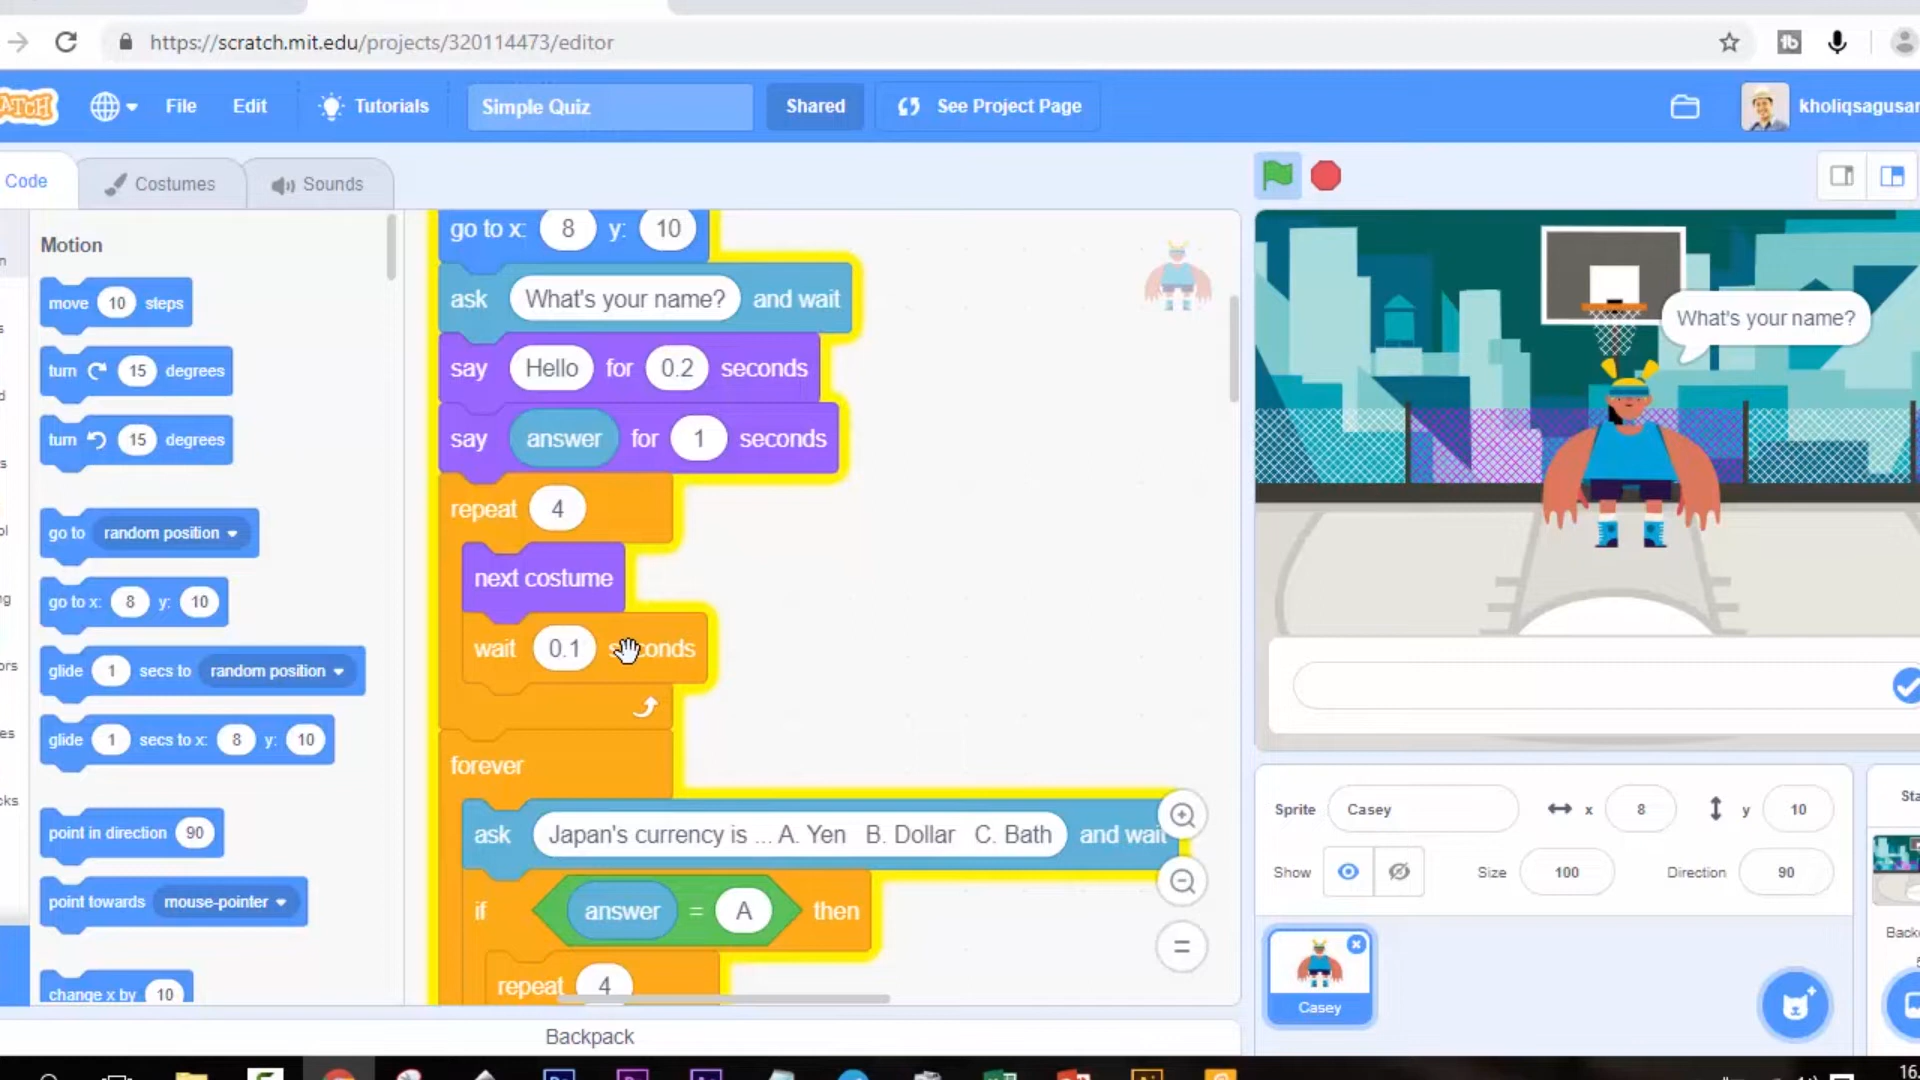 https://scratch.mit.edu/projects/320114473/editor
File
Edit
Tutorials
Simple Quiz
Shared
See Project Page
Code
Costumes
Sounds
Motion
move 10 steps
turn 15 degrees
turn 15 degrees
go to random position
go to x: 8 y: 10
glide 1 secs to random position
glide 1 secs to x: 8 y: 10
point in direction 90
point towards mouse-pointer
change x by 10
go to x: 8 y: 10
ask What's your name? and wait
say Hello for 0.2 seconds
say answer for 1 seconds
repeat 4
next costume
wait 0.1 seconds
forever
ask Japan's currency is ... A. Yen B. Dollar C. Bath and wait
if answer = A then
repeat 4
Backpack
What's your name?
Sprite Casey x 8 y 10
Show Size 100 Direction 90
Casey